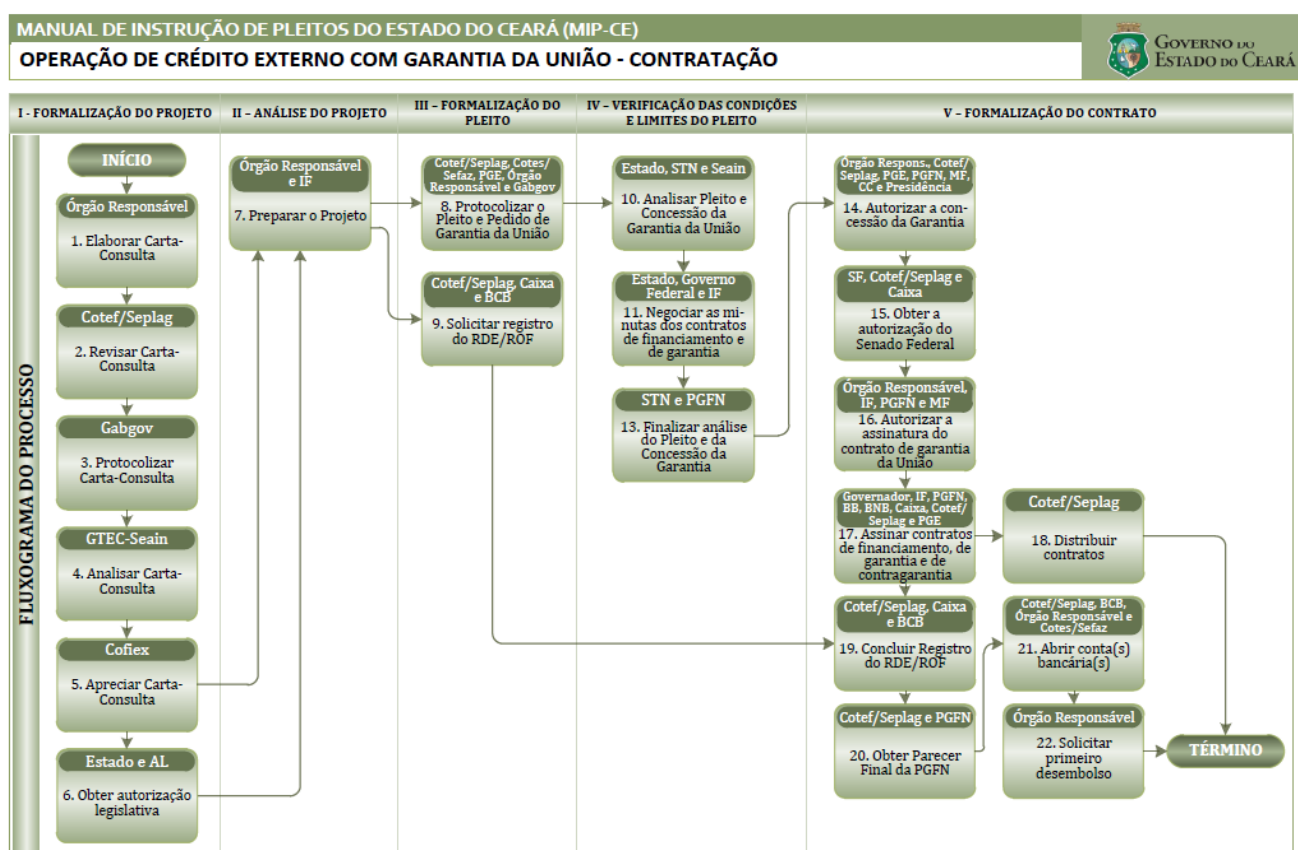 MANUAL DE INSTRUÇÃO DE PLEITOS DO ESTADO DO CEARÁ (MIP-CE)
OPERAÇÃO DE CRÉDITO EXTERNO COM GARANTIA DA UNIÃO - CONTRATAÇÃO
GOVERNO DO
ESTADO DO CEARÁ
I - FORMALIZAÇÃO DO PROJETO
II – ANÁLISE DO PROJETO
III – FORMALIZAÇÃO DO
PLEITO
IV – VERIFICAÇÃO DAS CONDIÇÕES
E LIMITES DO PLEITO
V – FORMALIZAÇÃO DO CONTRATO
FLUXOGRAMA DO PROCESSO
INÍCIO
Órgão Responsável
1. Elaborar Carta-
Consulta
Cotef/Seplag
2. Revisar Carta-
Consulta
Gabgov
3. Protocolizar
Carta-Consulta
GTEC-Seain
4. Analisar Carta-
Consulta
Cofiex
5. Apreciar Carta-
Consulta
Estado e AL
6. Obter autorização
legislativa
Órgão Responsável
e IF
7. Preparar o Projeto
Cotef/Seplag, Cotes/
Sefaz, PGE, Órgão
Responsável e Gabgov
8. Protocolizar o
Pleito e Pedido de
Garantia da União
Cotef/Seplag, Caixa
e BCB
9. Solicitar registro
do RDE/ROF
Estado, STN e Seain
10. Analisar Pleito e
Concessão da
Garantia da União
Estado, Governo
Federal e IF
11. Negociar as mi-
nutas dos contratos
de financiamento e
de garantia
STN e PGFN
13. Finalizar análise
do Pleito e da
Concessão da
Garantia
Órgão Respons., Cotef/
Seplag, PGE, PGFN, MF,
CC e Presidência
14. Autorizar a con-
cessão da Garantia
SF, Cotef/Seplag e
Caixa
15. Obter a
autorização do
Senado Federal
Órgão Responsável,
IF, PGFN e MF
16. Autorizar a
assinatura do
contrato de garantia
da União
Governador, IF, PGFN,
BB, BNB, Caixa, Cotef/
Seplag e PGE
17. Assinar contratos
de financiamento, de
garantia e de
contragarantia
Cotef/Seplag
18. Distribuir
contratos
Cotef/Seplag, Caixa
e BCB
19. Concluir Registro
do RDE/ROF
Cotef/Seplag e PGFN
20. Obter Parecer
Final da PGFN
Cotef/Seplag, BCB,
Órgão Responsável e
Cotes/Sefaz
21. Abrir conta(s)
bancária(s)
Órgão Responsável
22. Solicitar
primeiro
desembolso
TÉRMINO